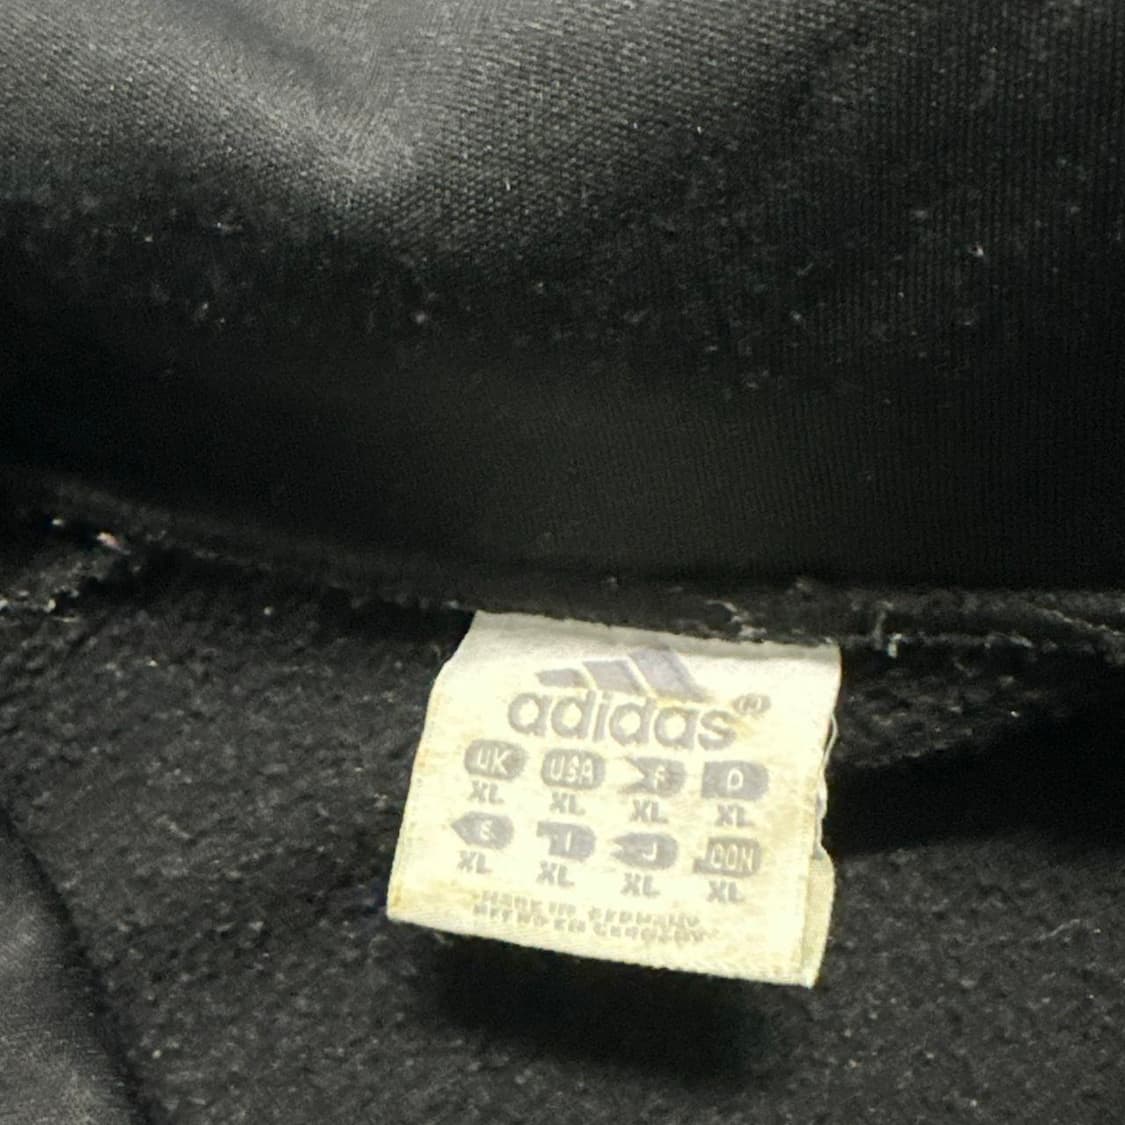 adidas®
UK USA F D
XL XL XL XL
E I J CDN
XL XL XL XL